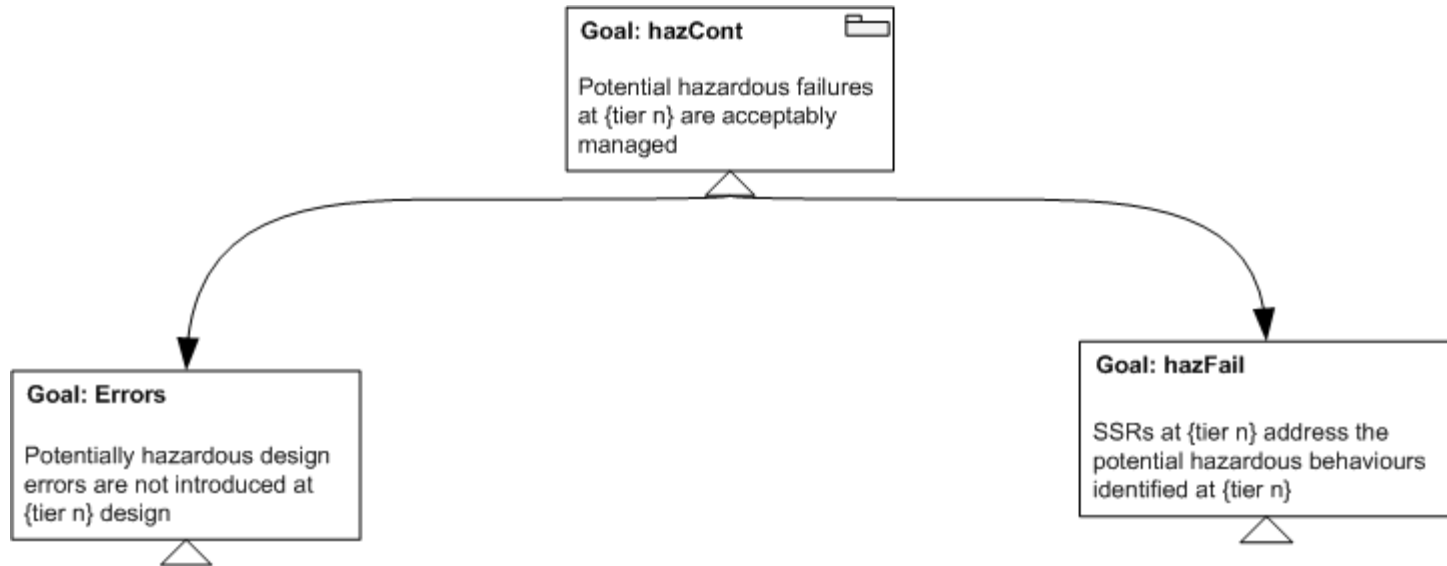 Goal: hazCont
Potential hazardous failures
at {tier n} are acceptably
managed
Goal: Errors
Potentially hazardous design
errors are not introduced at
{tier n} design
Goal: hazFail
SSRs at {tier n} address the
potential hazardous behaviours
identified at {tier n}